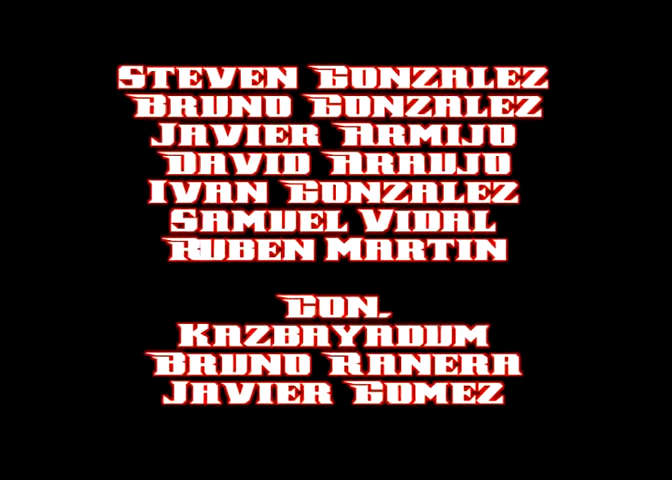 STEVEN GONZALEZ
BRUNO GONZALEZ
JAVIER ARMIJO
DAVID ARAUJO
IVAN GONZALEZ
SAMUEL VIDAL
RUBEN MARTIN
CON.
KAZBAYADUM
BRUNO RANERA
JAVIER GOMEZ